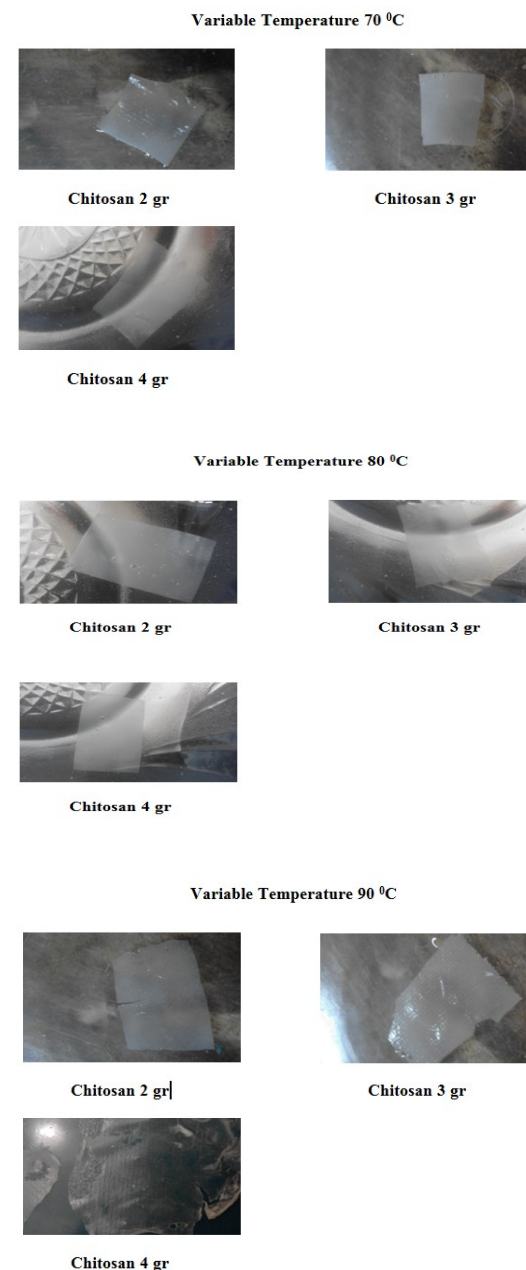 Variable Temperature 70 ⁰C
Chitosan 2 gr
Chitosan 3 gr
Chitosan 4 gr
Variable Temperature 80 ⁰C
Chitosan 2 gr
Chitosan 3 gr
Chitosan 4 gr
Variable Temperature 90 ⁰C
Chitosan 2 gr
Chitosan 3 gr
Chitosan 4 gr